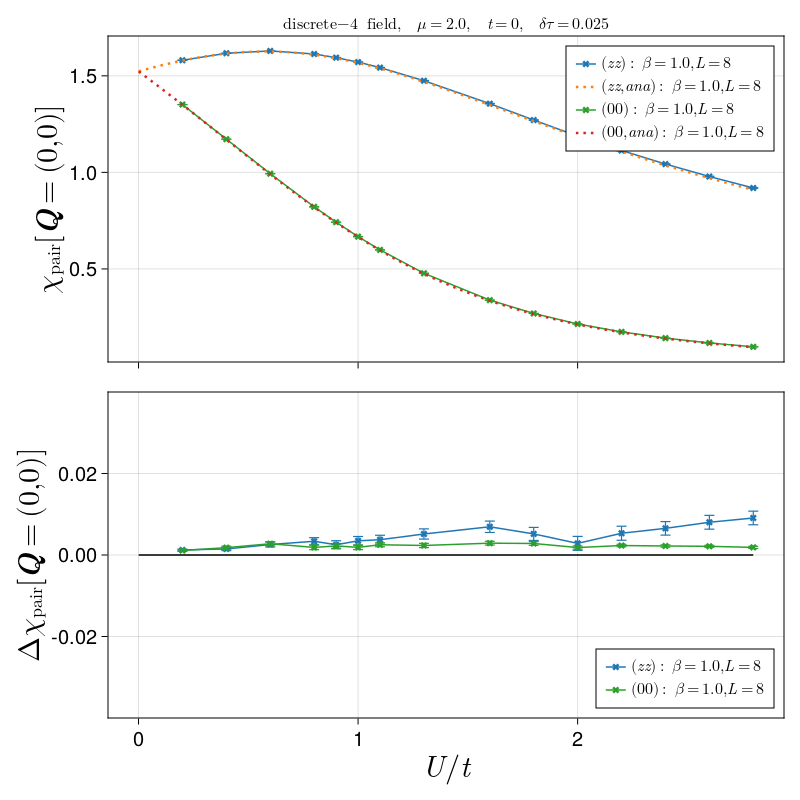 discrete−4 field, μ = 2.0, t = 0, δτ = 0.025
χpair[Q = (0,0)]
1.5
1.0
0.5
(zz) : β = 1.0,L = 8
(zz,ana) : β = 1.0,L = 8
(00) : β = 1.0,L = 8
(00,ana) : β = 1.0,L = 8
Δχpair[Q = (0,0)]
0.02
0.00
-0.02
(zz) : β = 1.0,L = 8
(00) : β = 1.0,L = 8
0 1 2
U/t